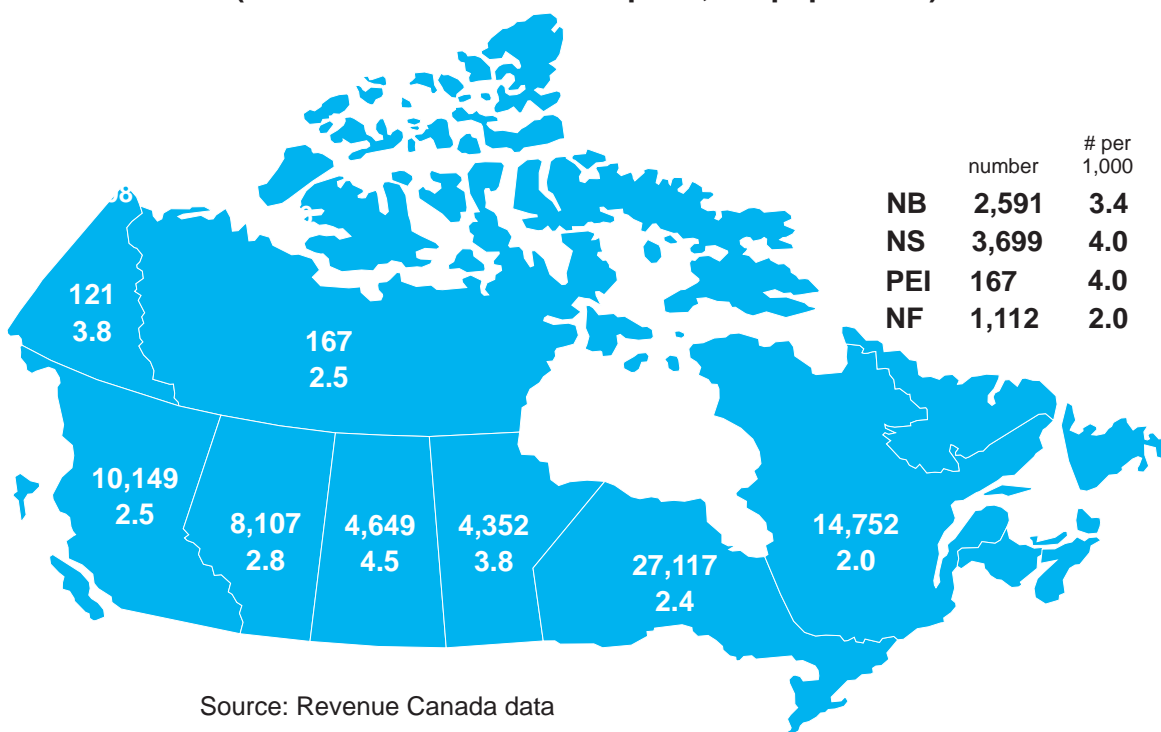 # per
number 1,000
NB 2,591 3.4
NS 3,699 4.0
PEI 167 4.0
NF 1,112 2.0
121
3.8
167
2.5
10,149
2.5
8,107
2.8
4,649
4.5
4,352
3.8
27,117
2.4
14,752
2.0
Source: Revenue Canada data